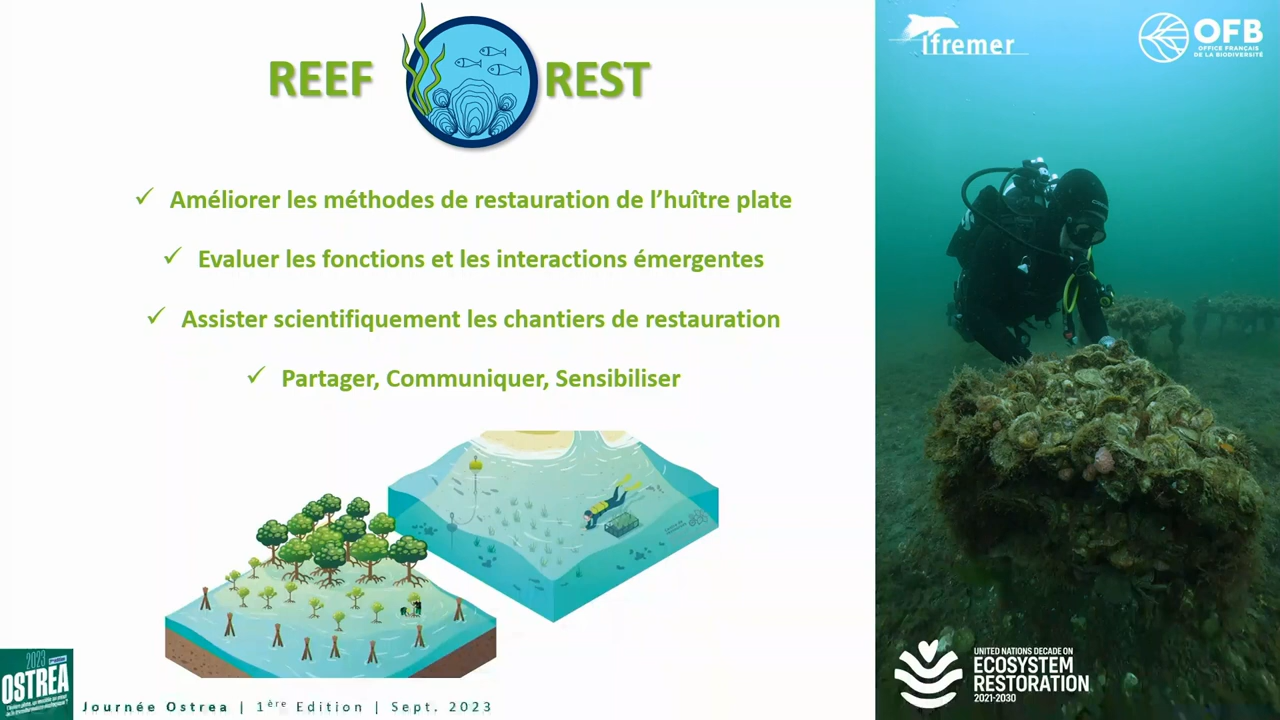 REEF REST
✓ Améliorer les méthodes de restauration de l’huître plate
✓ Evaluer les fonctions et les interactions émergentes
✓ Assister scientifiquement les chantiers de restauration
✓ Partager, Communiquer, Sensibiliser
Ifremer
OFB
OFFICE FRANÇAIS
DE LA BIODIVERSITÉ
UNITED NATIONS DECADE ON
ECOSYSTEM
RESTORATION
2021-2030
2023
OSTREA
Journée Ostrea | 1ère Edition | Sept. 2023